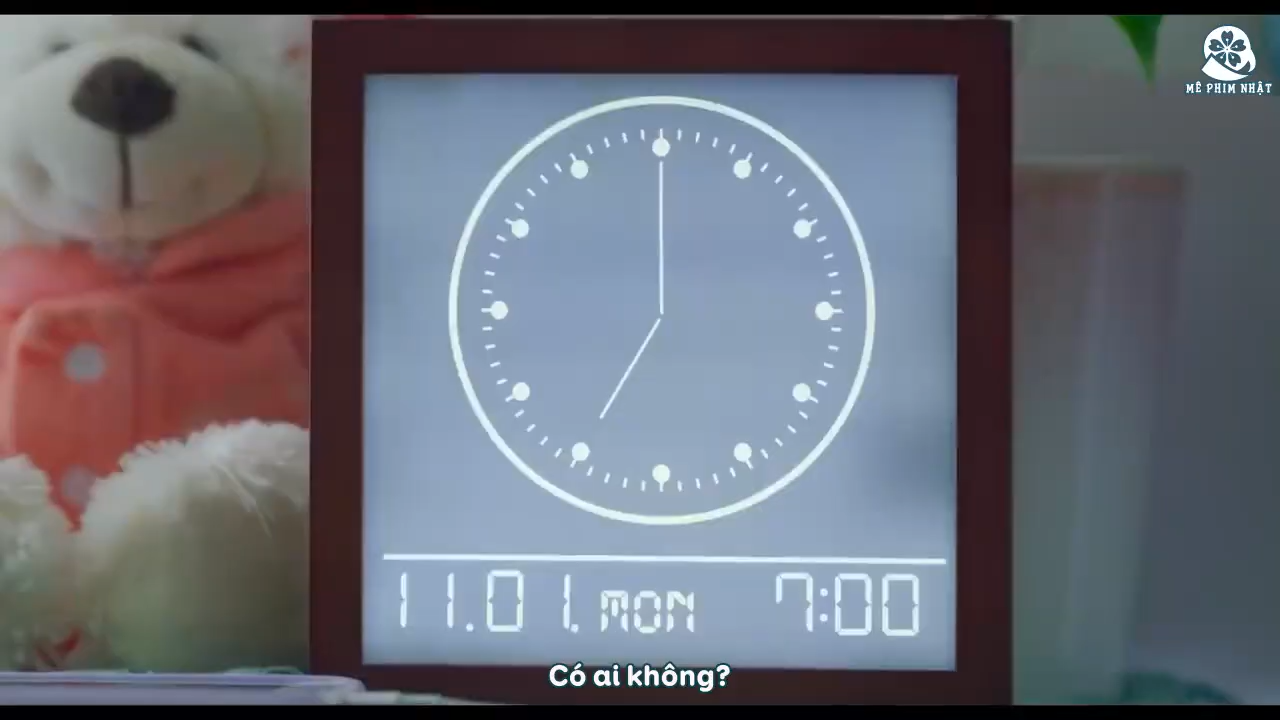 MÊ PHIM NHẬT
11.01.MON 7:00
Có ai không?